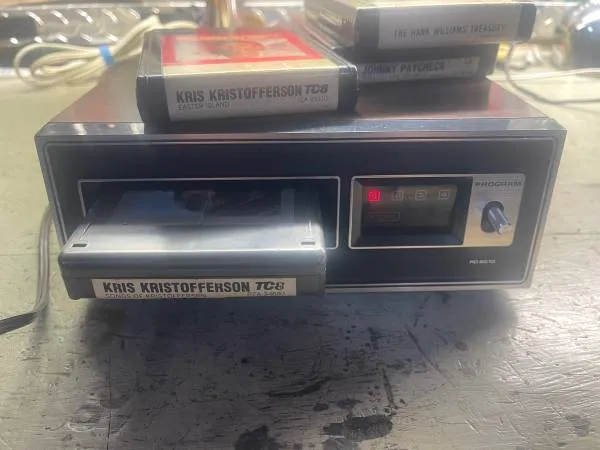 THE HANK WILLIAMS TREASURY
JOHNNY PAYCHECK
KRIS KRISTOFFERSON TC8
EASTER ISLAND
PROGRAM
KRIS KRISTOFFERSON TC8
SONGS OF KRISTOFFERSON